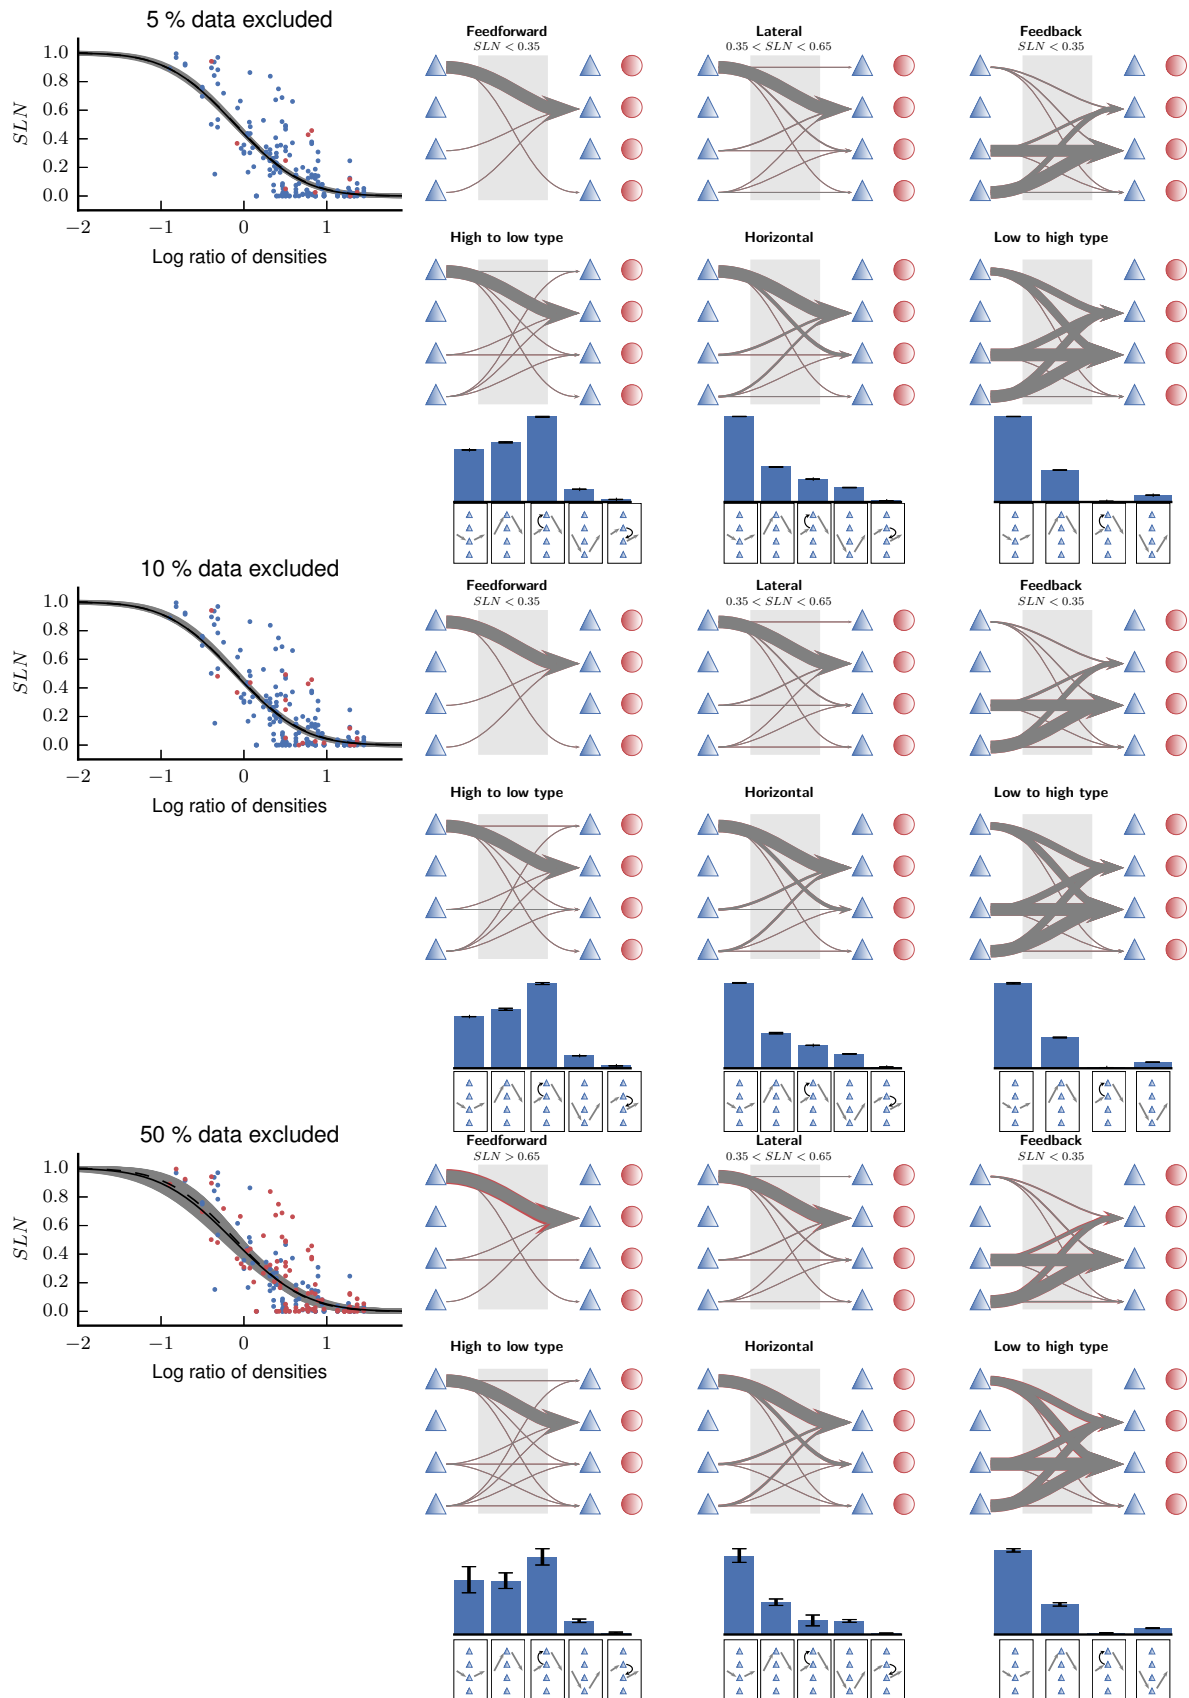 5 % data excluded
1.0
0.8
0.6
0.4
0.2
0.0
SLN
−2 −1 0 1
Log ratio of densities
Feedforward
SLN < 0.35
Lateral
0.35 < SLN < 0.65
Feedback
SLN < 0.35
High to low type
Horizontal
Low to high type
10 % data excluded
1.0
0.8
0.6
0.4
0.2
0.0
SLN
−2 −1 0 1
Log ratio of densities
Feedforward
SLN < 0.35
Lateral
0.35 < SLN < 0.65
Feedback
SLN < 0.35
High to low type
Horizontal
Low to high type
50 % data excluded
1.0
0.8
0.6
0.4
0.2
0.0
SLN
−2 −1 0 1
Log ratio of densities
Feedforward
SLN > 0.65
Lateral
0.35 < SLN < 0.65
Feedback
SLN < 0.35
High to low type
Horizontal
Low to high type